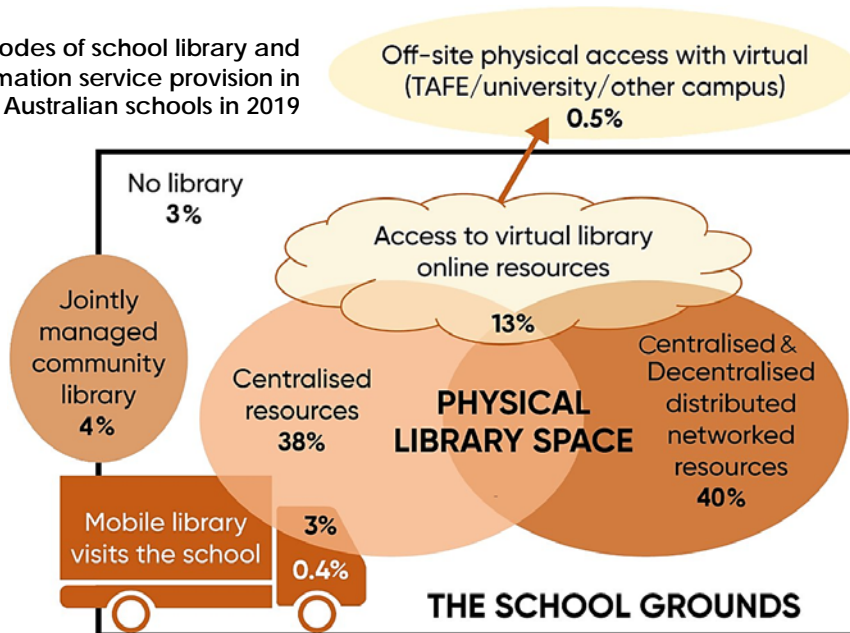 odes of school library and
mation service provision in
Australian schools in 2019
Off-site physical access with virtual
(TAFE/university/other campus)
0.5%
No library
3%
Access to virtual library
online resources
13%
Jointly
managed
community
library
4%
Centralised
resources
38%
PHYSICAL
LIBRARY SPACE
Centralised &
Decentralised
distributed
networked
resources
40%
Mobile library
visits the school
3%
0.4%
THE SCHOOL GROUNDS